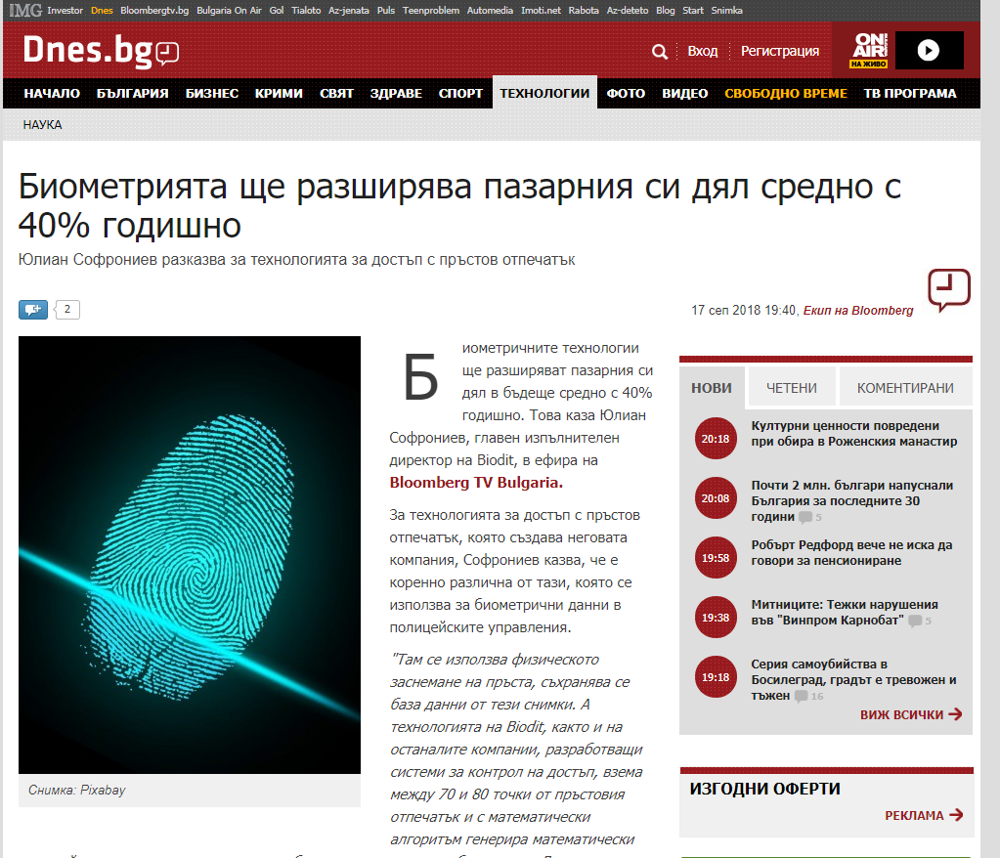 IMG Investor Dnes Bloombergtv.bg Bulgaria On Air Gol Tialoto Az-jenata Puls Teenproblem Automedia Imoti.net Rabota Az-deteto Blog Start Snimka
Dnes.bg
Вход Регистрация
ON AIR
НА ЖИВО
НАЧАЛО БЪЛГАРИЯ БИЗНЕС КРИМИ СВЯТ ЗДРАВЕ СПОРТ ТЕХНОЛОГИИ ФОТО ВИДЕО СВОБОДНО ВРЕМЕ ТВ ПРОГРАМА
НАУКА
Биометрията ще разширява пазарния си дял средно с
40% годишно
Юлиан Софрониев разказва за технологията за достъп с пръстов отпечатък
2
17 сеп 2018 19:40, Екип на Bloomberg
Снимка: Pixabay
Биометричните технологии
ще разширяват пазарния си
дял в бъдеще средно с 40%
годишно. Това каза Юлиан
Софрониев, главен изпълнителен
директор на Biodit, в ефира на
Bloomberg TV Bulgaria.
За технологията за достъп с пръстов
отпечатък, която създава неговата
компания, Софрониев казва, че е
коренно различна от тази, която се
използва за биометрични данни в
полицейските управления.
"Там се използва физическото
заснемане на пръста, съхранява се
база данни от тези снимки. А
технологията на Biodit, както и на
останалите компании, разработващи
системи за контрол на достъп, взема
между 70 и 80 точки от пръстовия
отпечатък и с математически
алгоритъм генерира математически
НОВИ ЧЕТЕНИ КОМЕНТИРАНИ
20:18 Културни ценности повредени
при обира в Роженския манастир
20:08 Почти 2 млн. българи напуснали
България за последните 30
години 5
19:58 Робърт Редфорд вече не иска да
говори за пенсиониране
19:38 Митниците: Тежки нарушения
във "Винпром Карнобат" 5
19:18 Серия самоубийства в
Босилеград, градът е тревожен и
тъжен 16
ВИЖ ВСИЧКИ
ИЗГОДНИ ОФЕРТИ
РЕКЛАМА